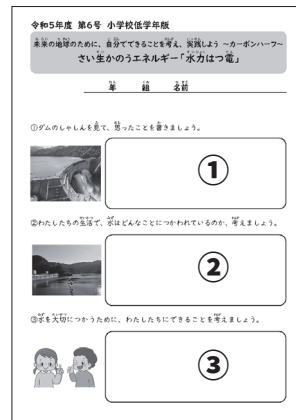 令和5年度 第6号 小学校低学年版
未来の地球のために、自分でできることを考え、実践しよう ~カーボンハーフ~
さい生かのうエネルギー「水力はつ電」
年 組 名前
①ダムのしゃしんを見て、思ったことを書きましょう。
①
②わたしたちの生活で、水はどんなことにつかわれているのか、考えましょう。
②
③水を大切につかうために、わたしたちにできることを考えましょう。
③